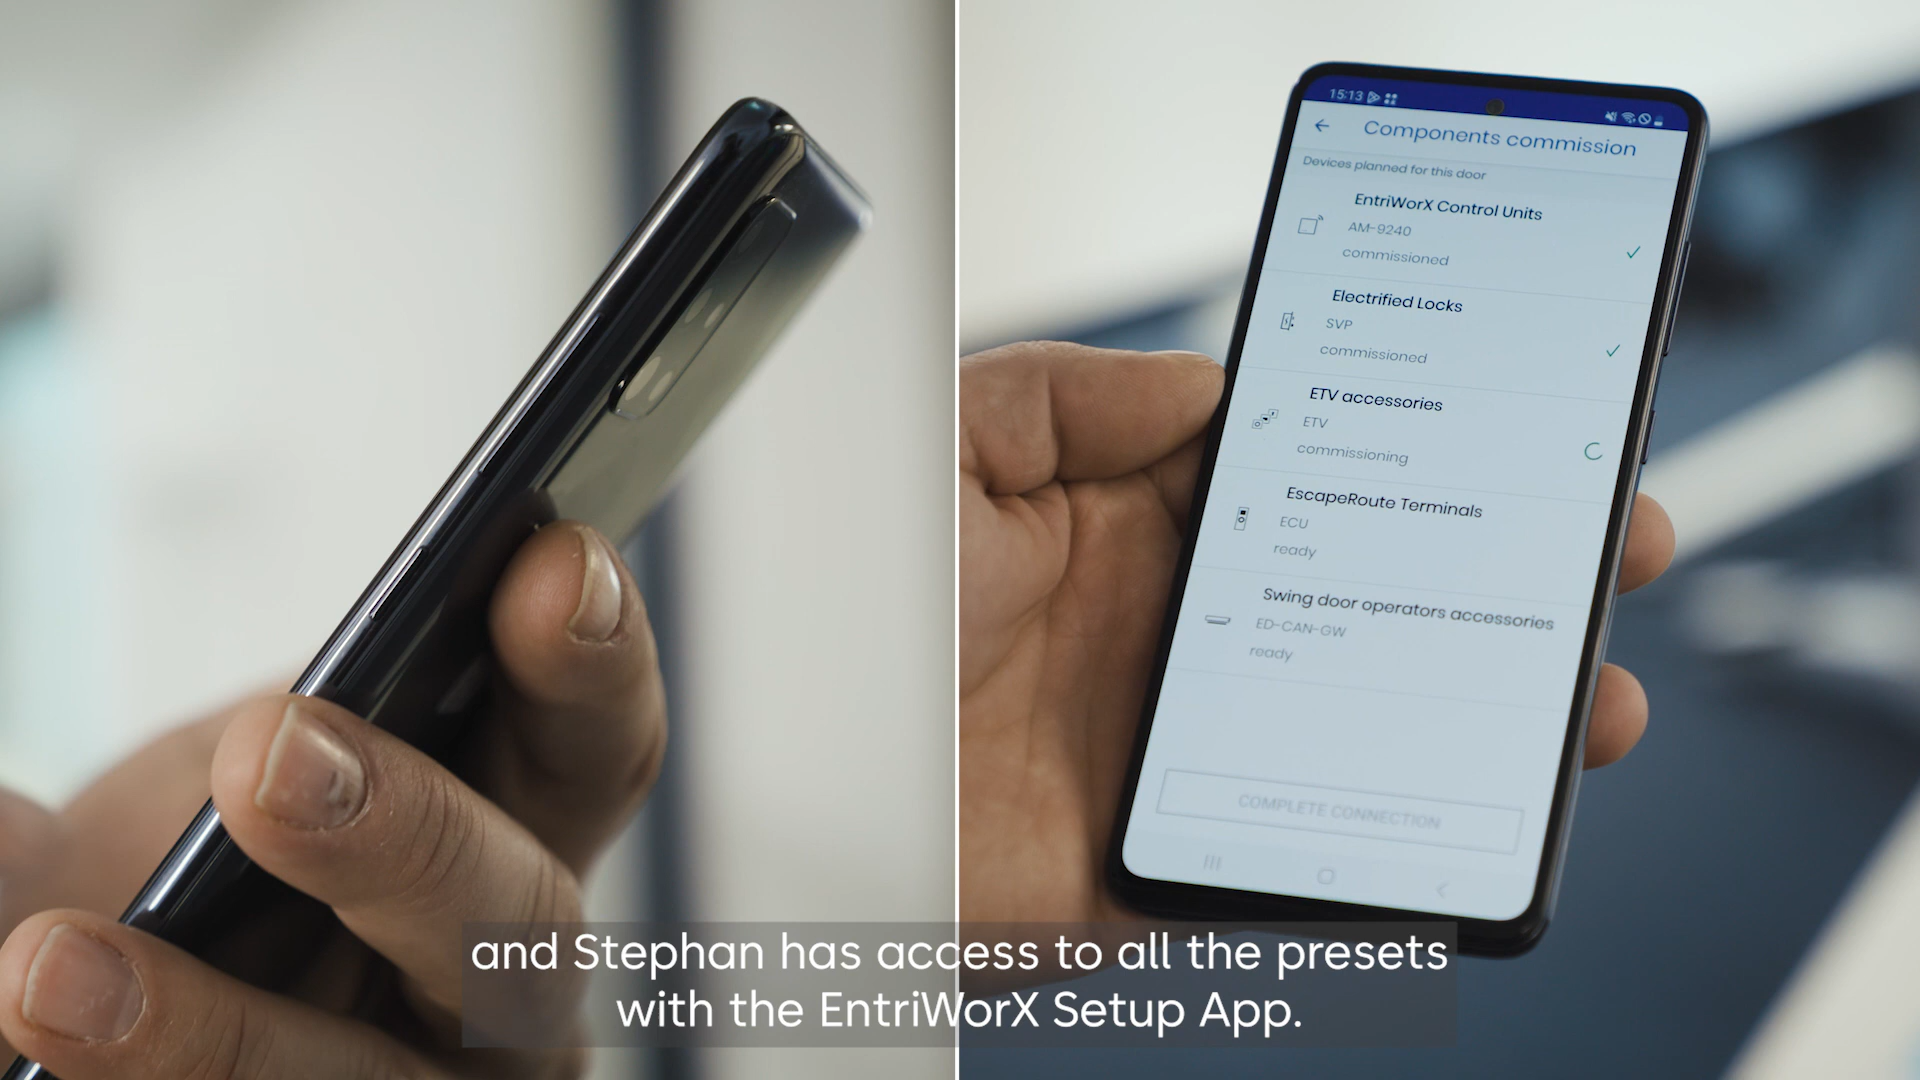 15:13
Components commission
Devices planned for this door
EntriWorX Control Units
AM-9240
commissioned
Electrified Locks
SVP
commissioned
ETV accessories
ETV
commissioning
EscapeRoute Terminals
ECU
ready
Swing door operators accessories
ED-CAN-GW
ready
COMPLETE CONNECTION
and Stephan has access to all the presets
with the EntriWorX Setup App.